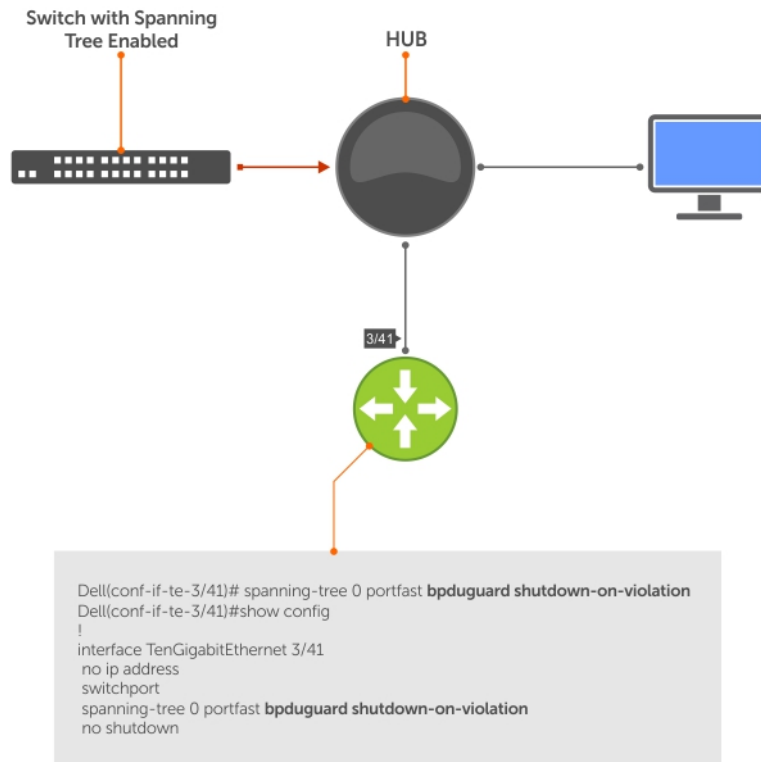 Switch with Spanning
Tree Enabled
HUB
3/41
Dell(conf-if-te-3/41)# spanning-tree 0 portfast bpduguard shutdown-on-violation
Dell(conf-if-te-3/41)#show config
!
interface TenGigabitEthernet 3/41
no ip address
switchport
spanning-tree 0 portfast bpduguard shutdown-on-violation
no shutdown